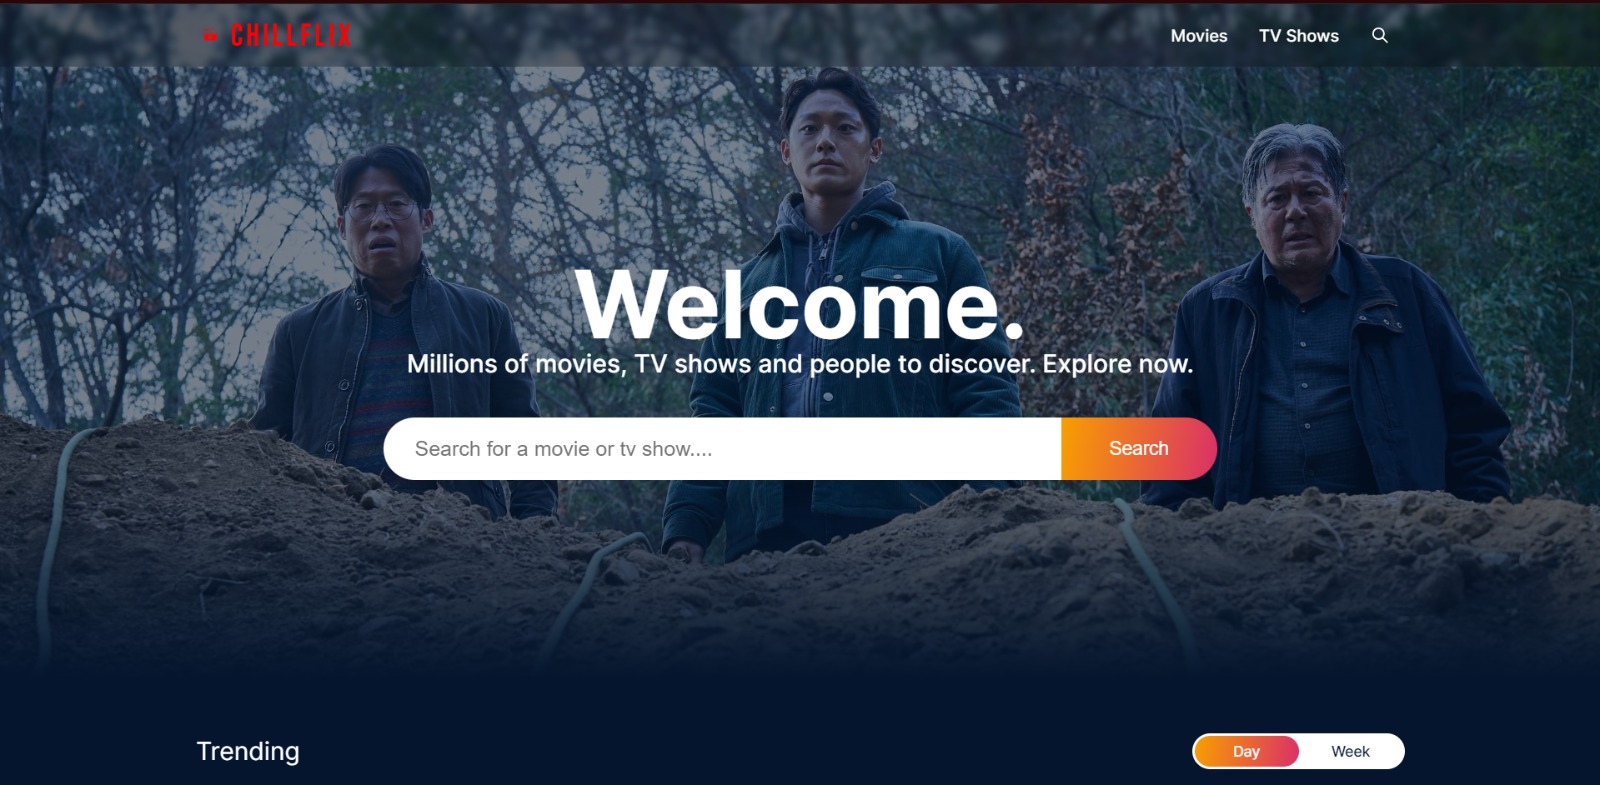 CHILLFLIX
Movies TV Shows
Welcome.
Millions of movies, TV shows and people to discover. Explore now.
Search for a movie or tv show....
Search
Trending
Day Week